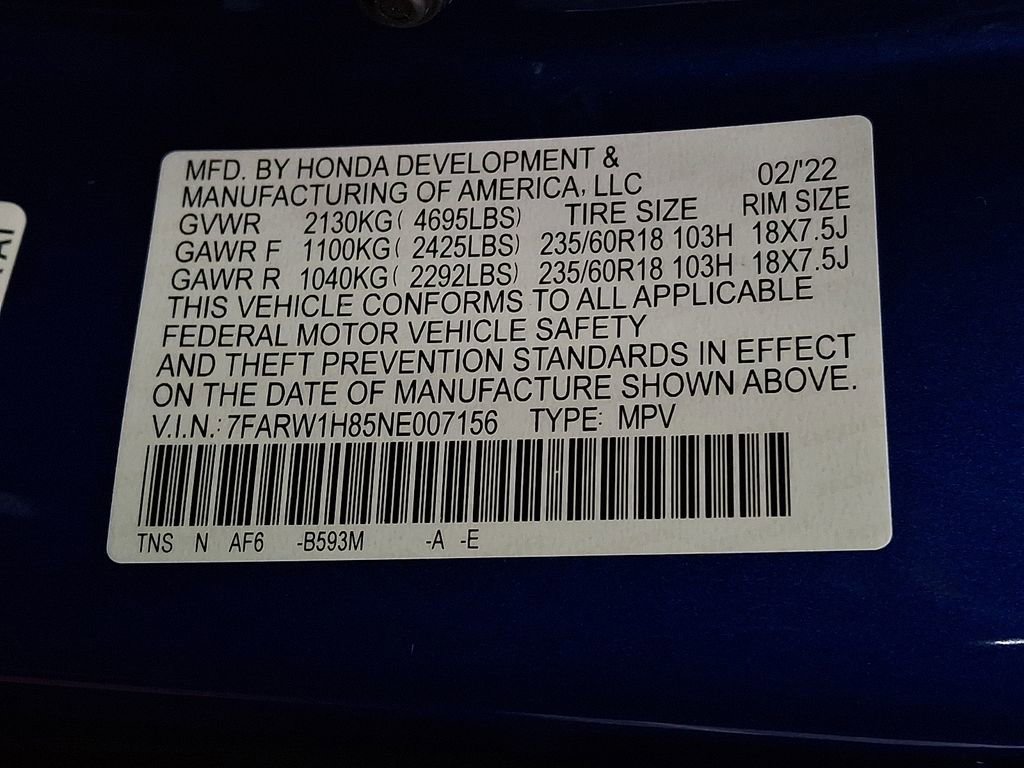 MFD. BY HONDA DEVELOPMENT &
MANUFACTURING OF AMERICA, LLC 02/'22
GVWR 2130KG( 4695LBS) TIRE SIZE RIM SIZE
GAWR F 1100KG( 2425LBS) 235/60R18 103H 18X7.5J
GAWR R 1040KG( 2292LBS) 235/60R18 103H 18X7.5J
THIS VEHICLE CONFORMS TO ALL APPLICABLE
FEDERAL MOTOR VEHICLE SAFETY
AND THEFT PREVENTION STANDARDS IN EFFECT
ON THE DATE OF MANUFACTURE SHOWN ABOVE.
V.I.N.: 7FARW1H85NE007156 TYPE: MPV
TNS N AF6 -B593M -A -E